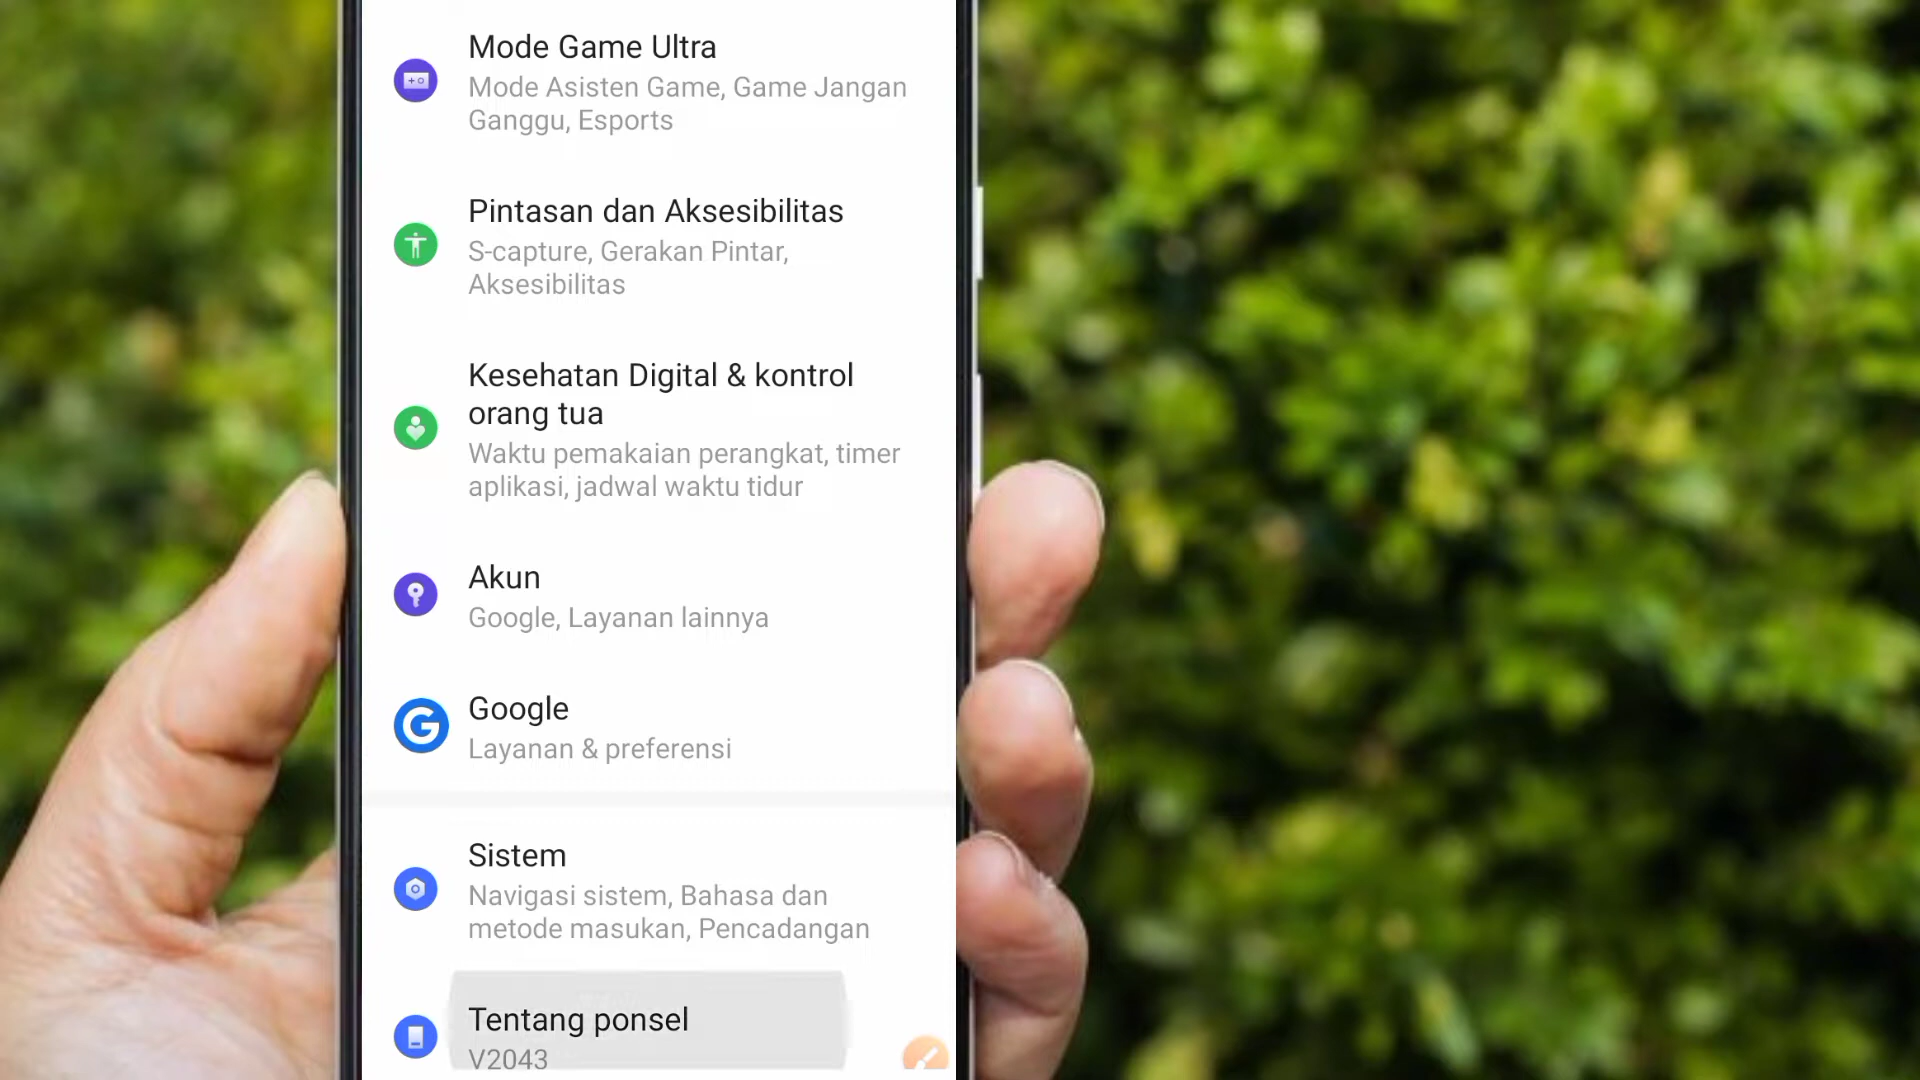 Mode Game Ultra
Mode Asisten Game, Game Jangan
Ganggu, Esports
Pintasan dan Aksesibilitas
S-capture, Gerakan Pintar,
Aksesibilitas
Kesehatan Digital & kontrol
orang tua
Waktu pemakaian perangkat, timer
aplikasi, jadwal waktu tidur
Akun
Google, Layanan lainnya
Google
Layanan & preferensi
Sistem
Navigasi sistem, Bahasa dan
metode masukan, Pencadangan
Tentang ponsel
V2043